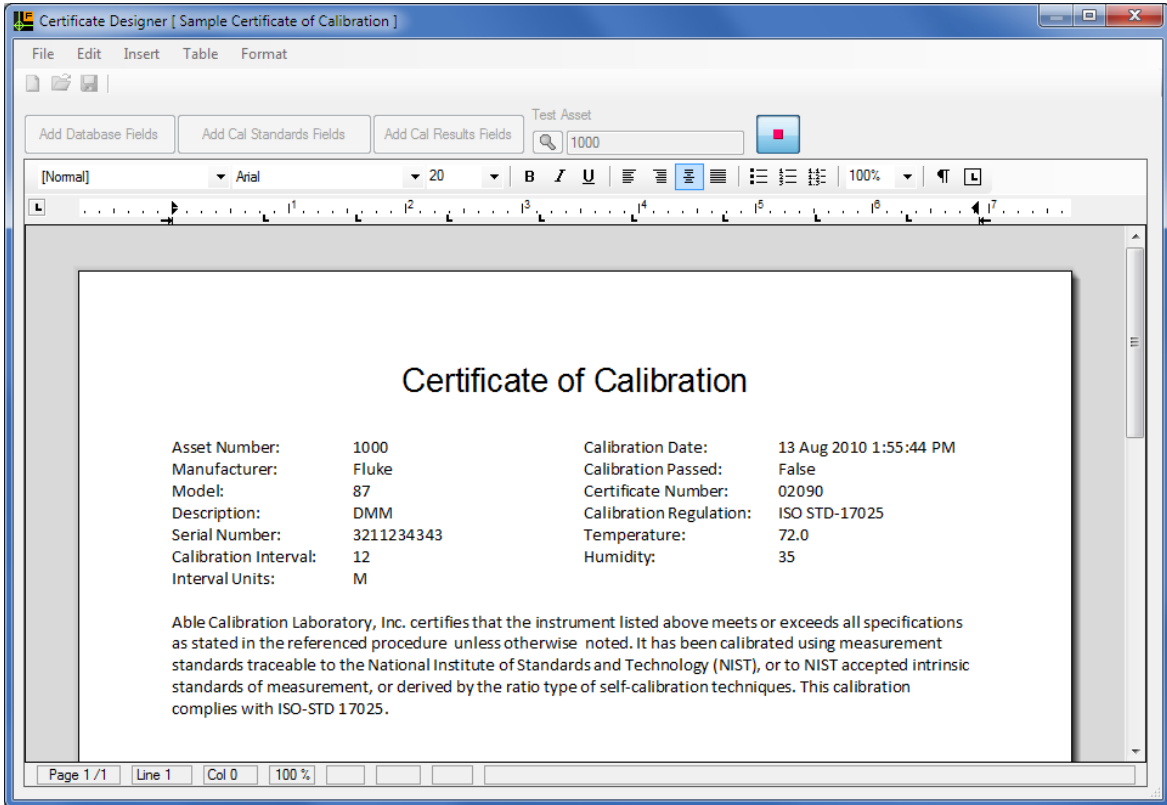 Certificate Designer [ Sample Certificate of Calibration ]
File Edit Insert Table Format
Test Asset
Add Database Fields Add Cal Standards Fields Add Cal Results Fields 1000
[Normal] Arial 20 B I U 100% ¶ L
L 1 2 3 4 5 6 7
Certificate of Calibration
Asset Number: 1000 Calibration Date: 13 Aug 2010 1:55:44 PM
Manufacturer: Fluke Calibration Passed: False
Model: 87 Certificate Number: 02090
Description: DMM Calibration Regulation: ISO STD-17025
Serial Number: 3211234343 Temperature: 72.0
Calibration Interval: 12 Humidity: 35
Interval Units: M
Able Calibration Laboratory, Inc. certifies that the instrument listed above meets or exceeds all specifications
as stated in the referenced procedure unless otherwise noted. It has been calibrated using measurement
standards traceable to the National Institute of Standards and Technology (NIST), or to NIST accepted intrinsic
standards of measurement, or derived by the ratio type of self-calibration techniques. This calibration
complies with ISO-STD 17025.
Page 1 /1 Line 1 Col 0 100 %